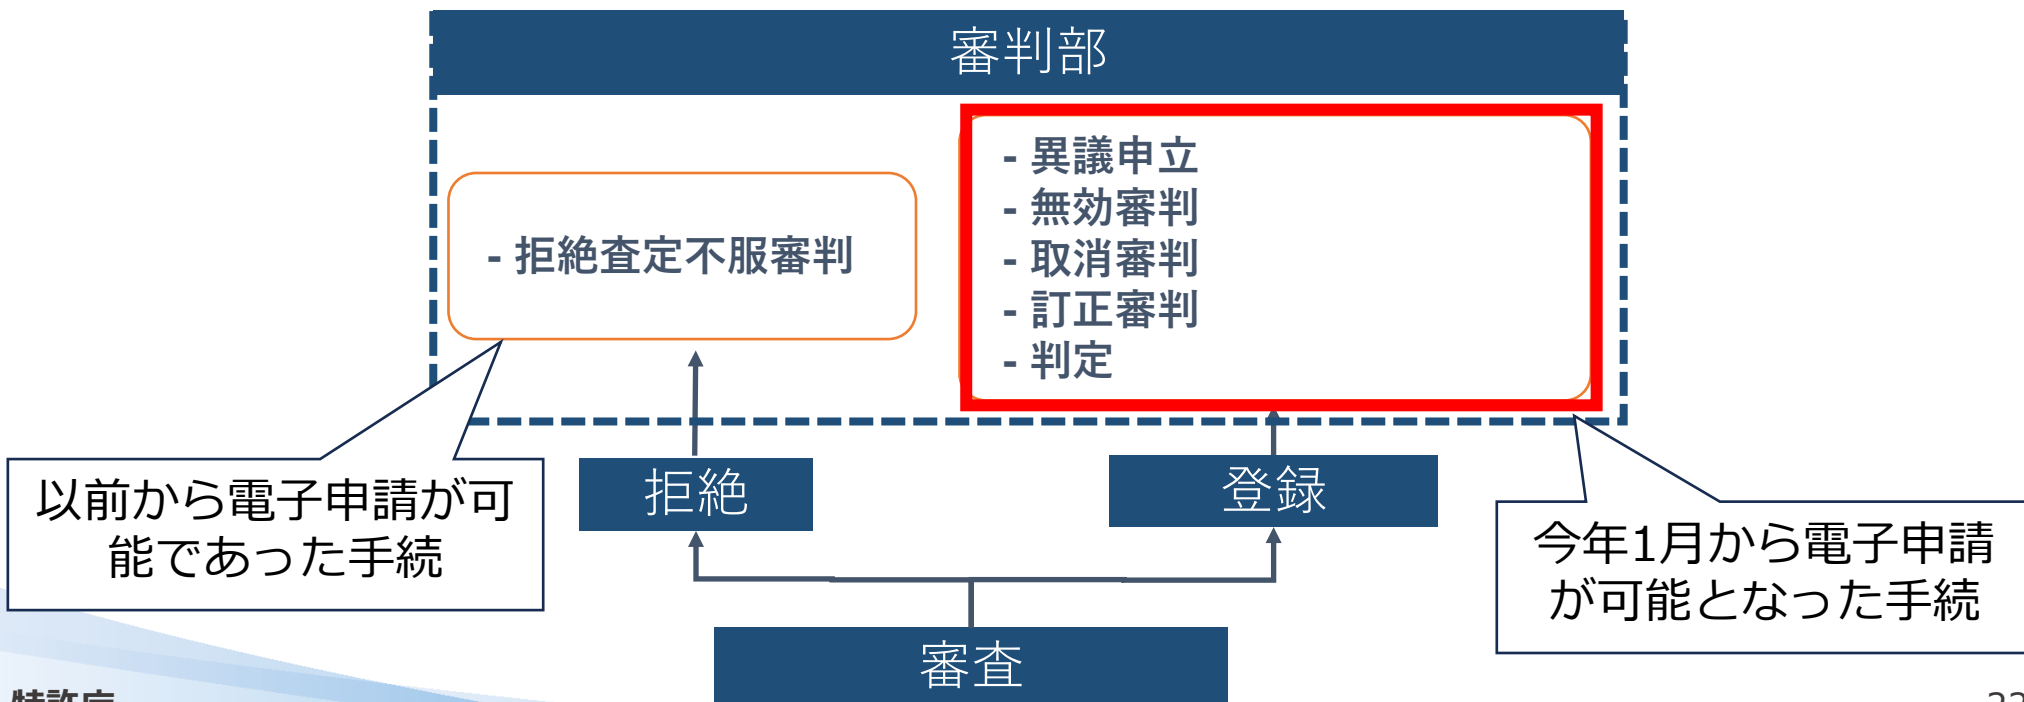 審判部
- 拒絶査定不服審判
- 異議申立
- 無効審判
- 取消審判
- 訂正審判
- 判定
以前から電子申請が可
能であった手続
拒絶
登録
今年1月から電子申請
が可能となった手続
審査
特許庁